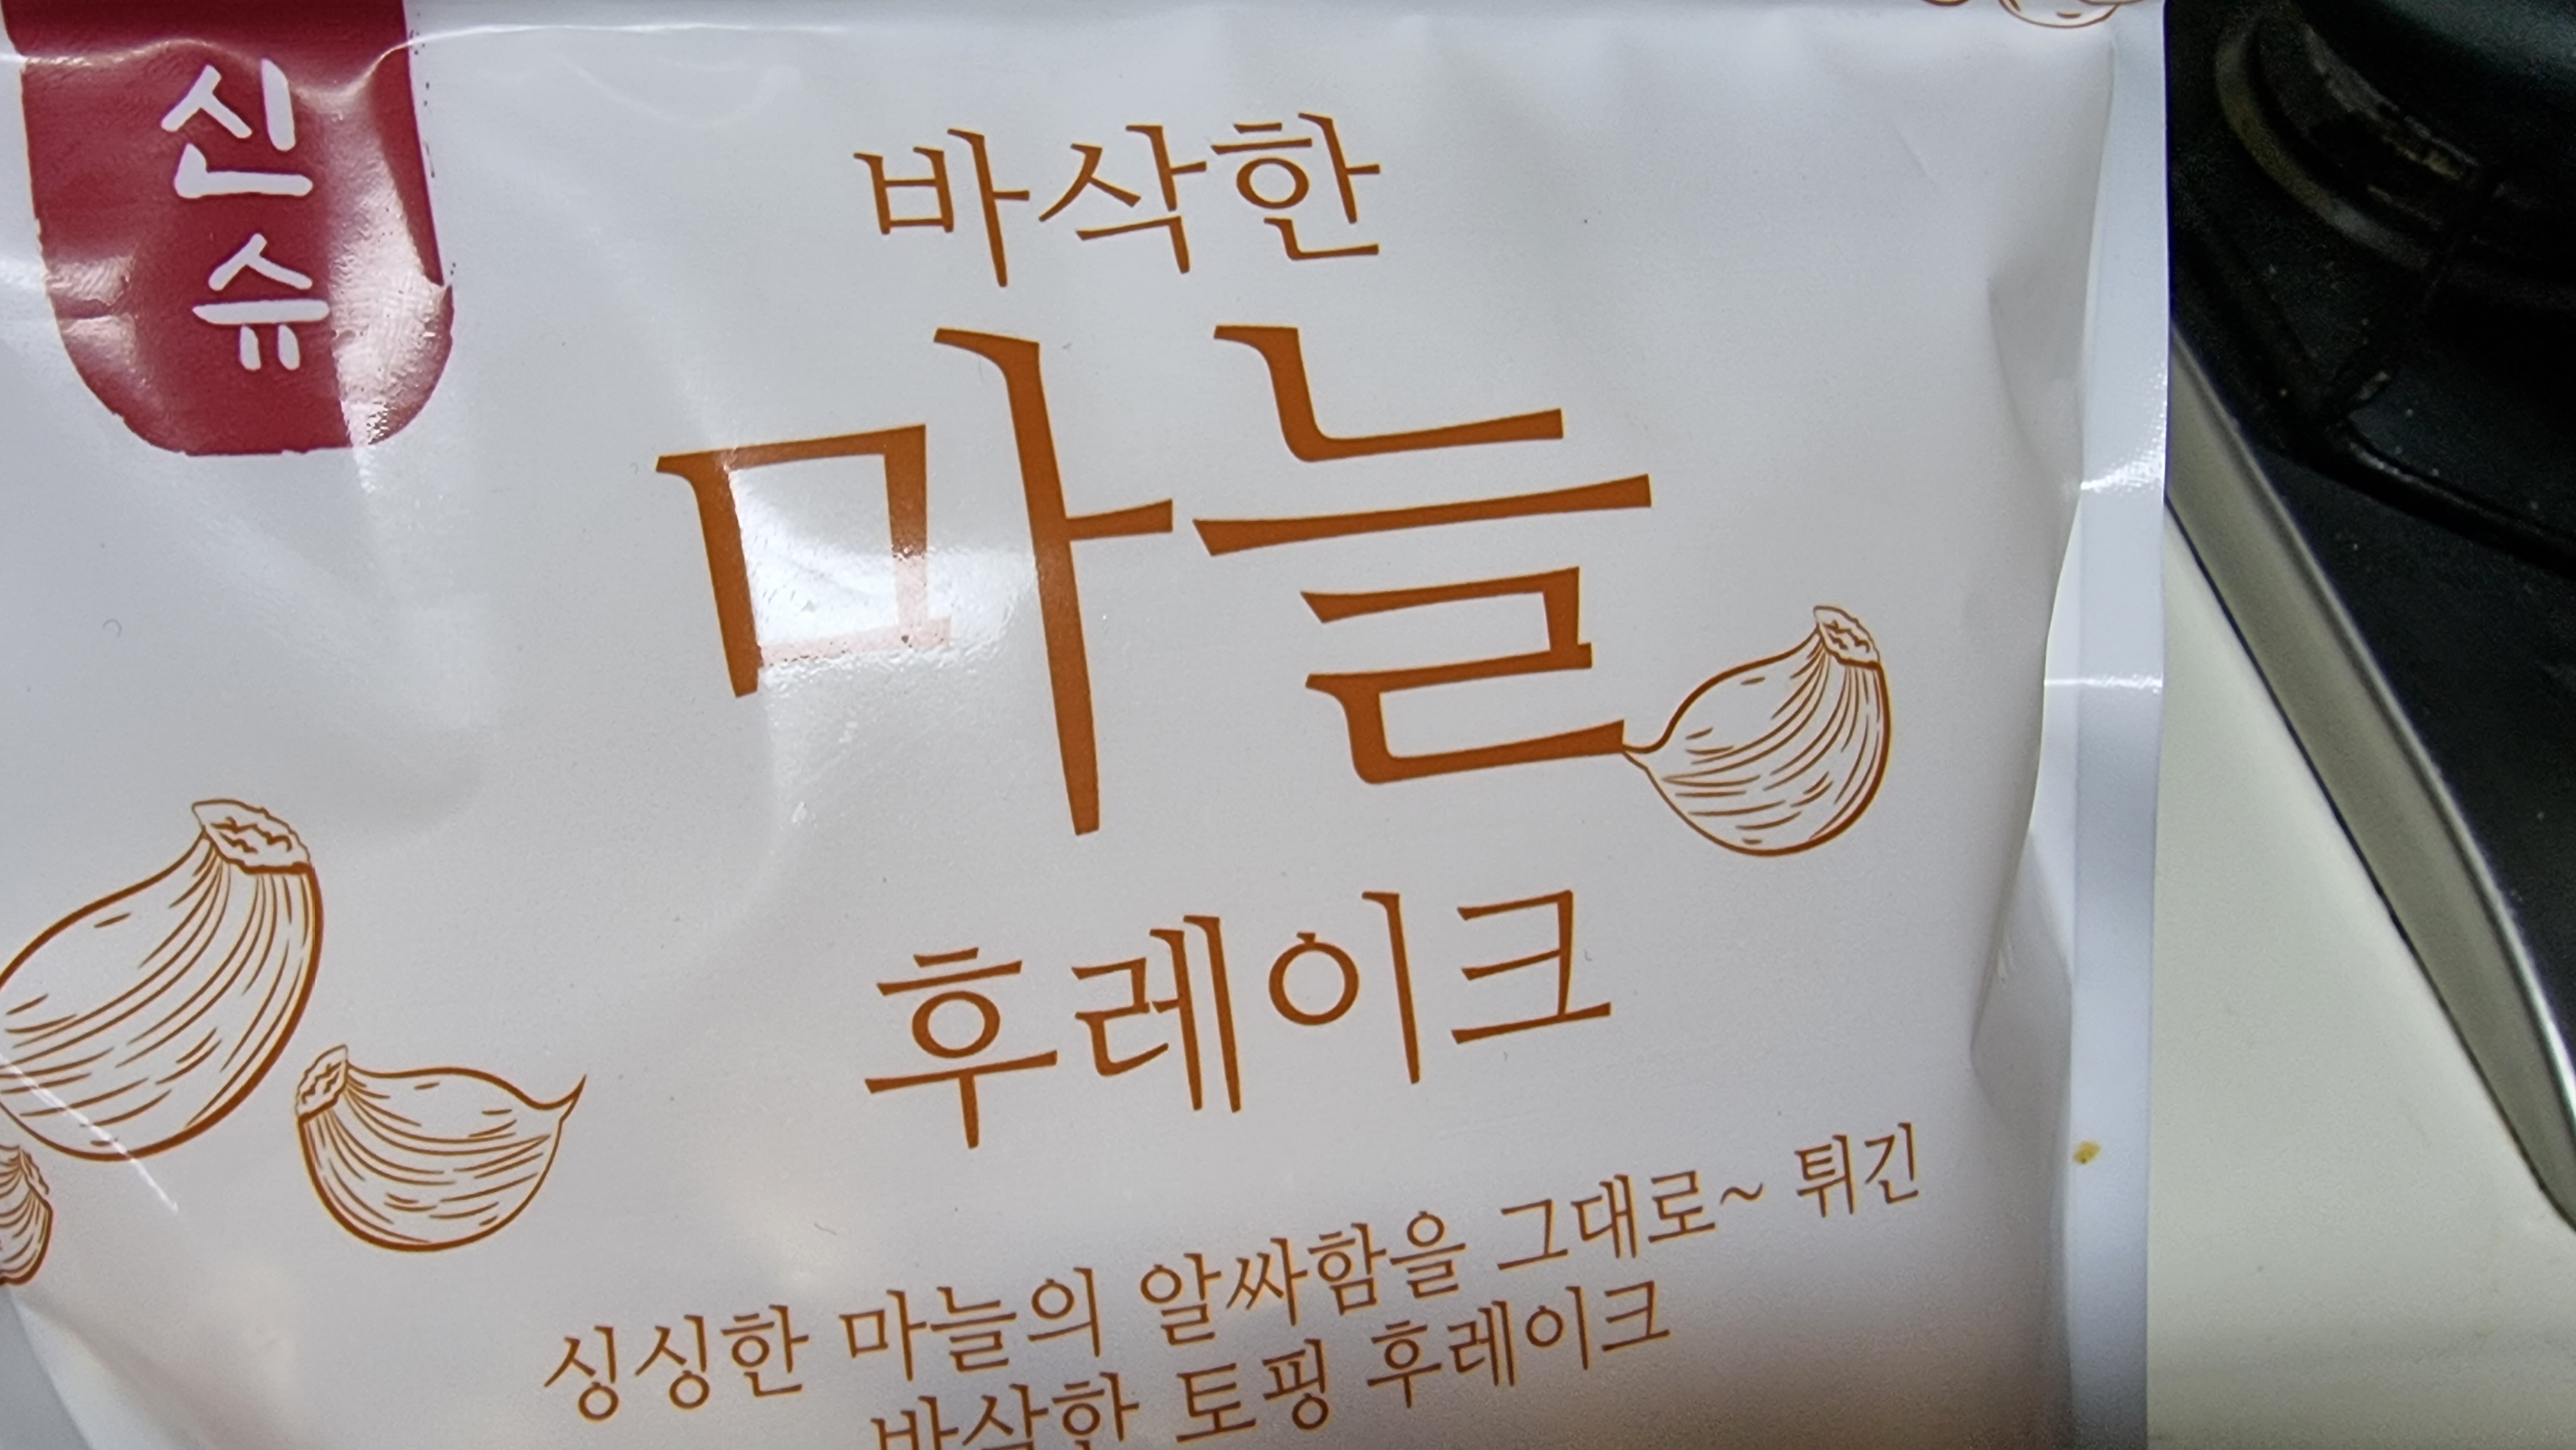 신
슈
바삭한
마늘
후레이크
싱싱한 마늘의 알싸함을 그대로~ 튀긴
바삭한 토핑 후레이크